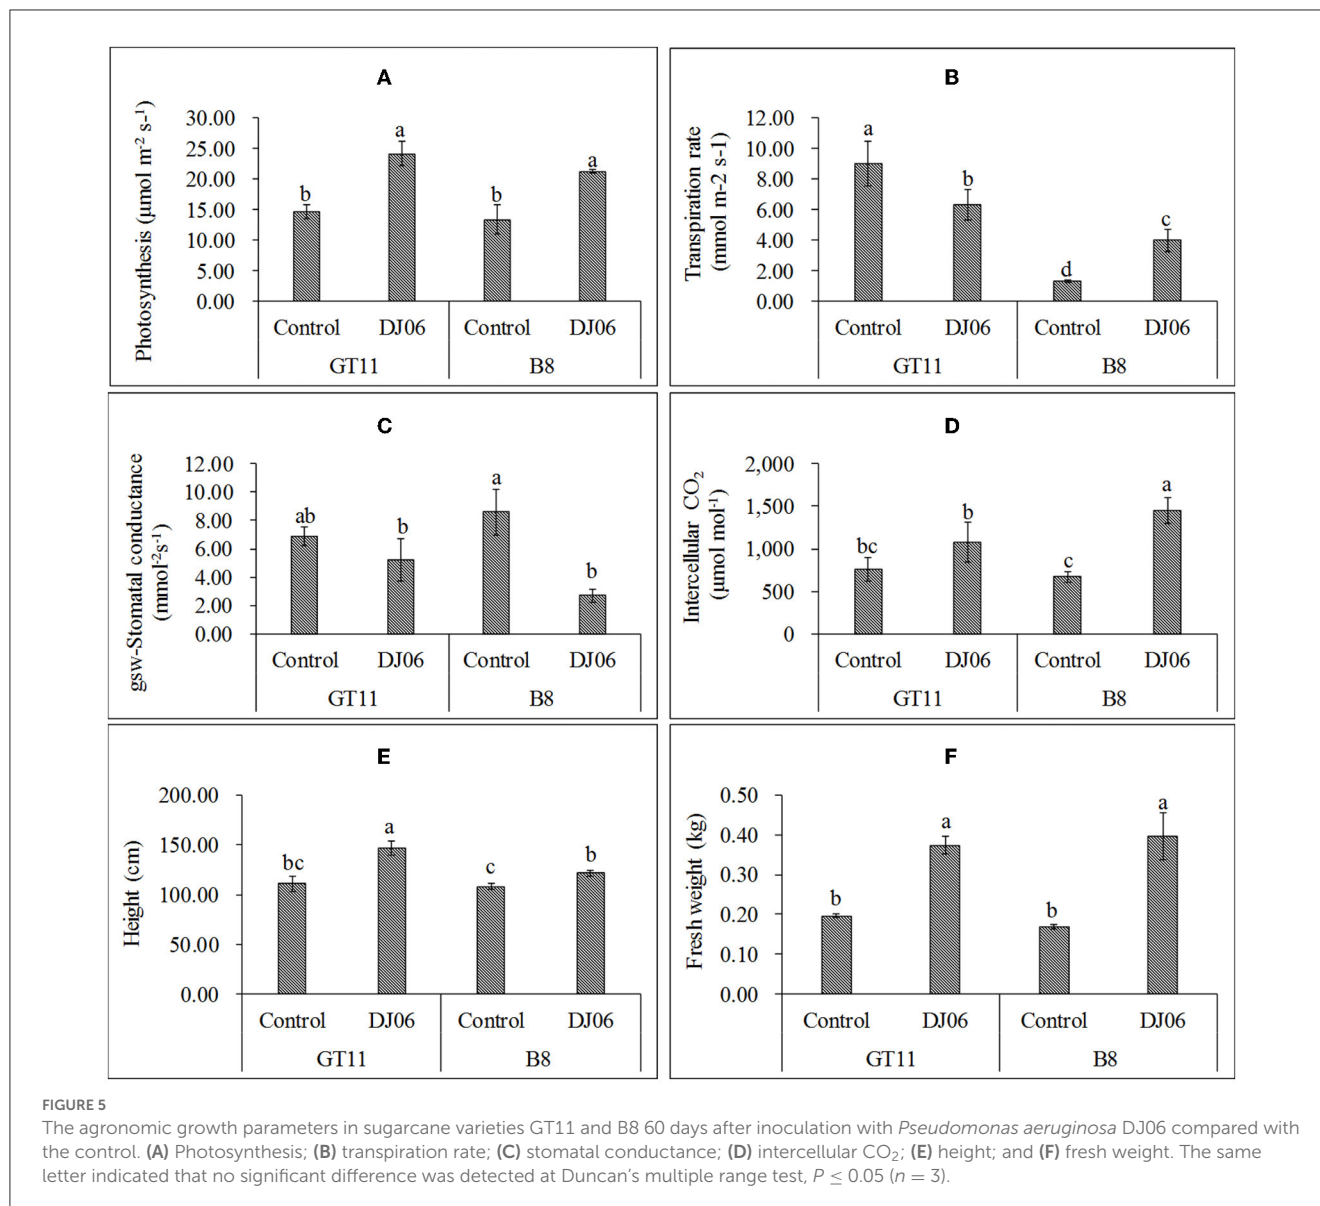 A
Photosynthesis (µmol m-2 s-1)
30.00
25.00
20.00
15.00
10.00
5.00
0.00
b
a
b
a
Control DJ06 Control DJ06
GT11 B8
B
Transpiration rate
(mmol m-2 s-1)
12.00
10.00
8.00
6.00
4.00
2.00
0.00
a
b
d
c
Control DJ06 Control DJ06
GT11 B8
C
gsw-Stomatal conductance
(mmol-2s-1)
12.00
10.00
8.00
6.00
4.00
2.00
0.00
ab
b
a
b
Control DJ06 Control DJ06
GT11 B8
D
Intercellular CO2
(µmol mol-1)
2,000
1,500
1,000
500
0
bc
b
c
a
Control DJ06 Control DJ06
GT11 B8
E
Height (cm)
200.00
150.00
100.00
50.00
0.00
bc
a
c
b
Control DJ06 Control DJ06
GT11 B8
F
Fresh weight (kg)
0.50
0.40
0.30
0.20
0.10
0.00
b
a
b
a
Control DJ06 Control DJ06
GT11 B8
FIGURE 5
The agronomic growth parameters in sugarcane varieties GT11 and B8 60 days after inoculation with Pseudomonas aeruginosa DJ06 compared with
the control. (A) Photosynthesis; (B) transpiration rate; (C) stomatal conductance; (D) intercellular CO2; (E) height; and (F) fresh weight. The same
letter indicated that no significant difference was detected at Duncan's multiple range test, P ≤ 0.05 (n = 3).